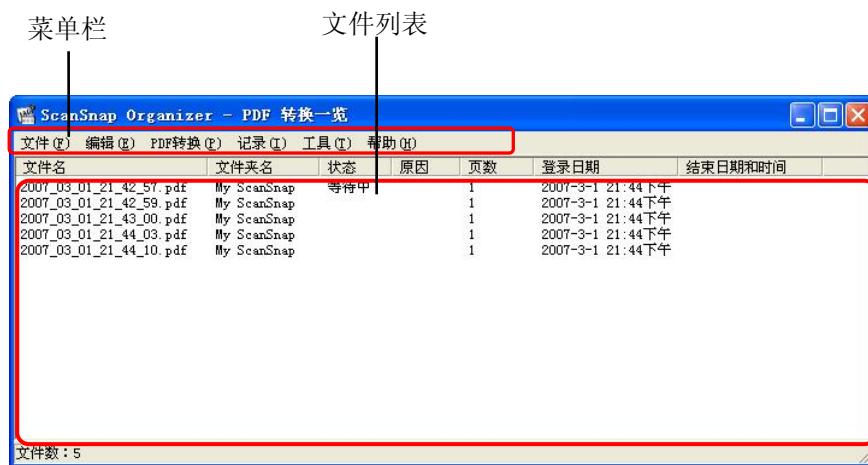 菜单栏 文件列表
ScanSnap Organizer - PDF 转换一览
文件(F) 编辑(E) PDF转换(P) 记录(I) 工具(T) 帮助(H)
文件名 文件夹名 状态 原因 页数 登录日期 结束日期和时间
2007_03_01_21_42_57.pdf My ScanSnap 等待中 1 2007-3-1 21:44下午
2007_03_01_21_42_59.pdf My ScanSnap 1 2007-3-1 21:44下午
2007_03_01_21_43_00.pdf My ScanSnap 1 2007-3-1 21:44下午
2007_03_01_21_44_03.pdf My ScanSnap 1 2007-3-1 21:44下午
2007_03_01_21_44_10.pdf My ScanSnap 1 2007-3-1 21:44下午
文件数：5